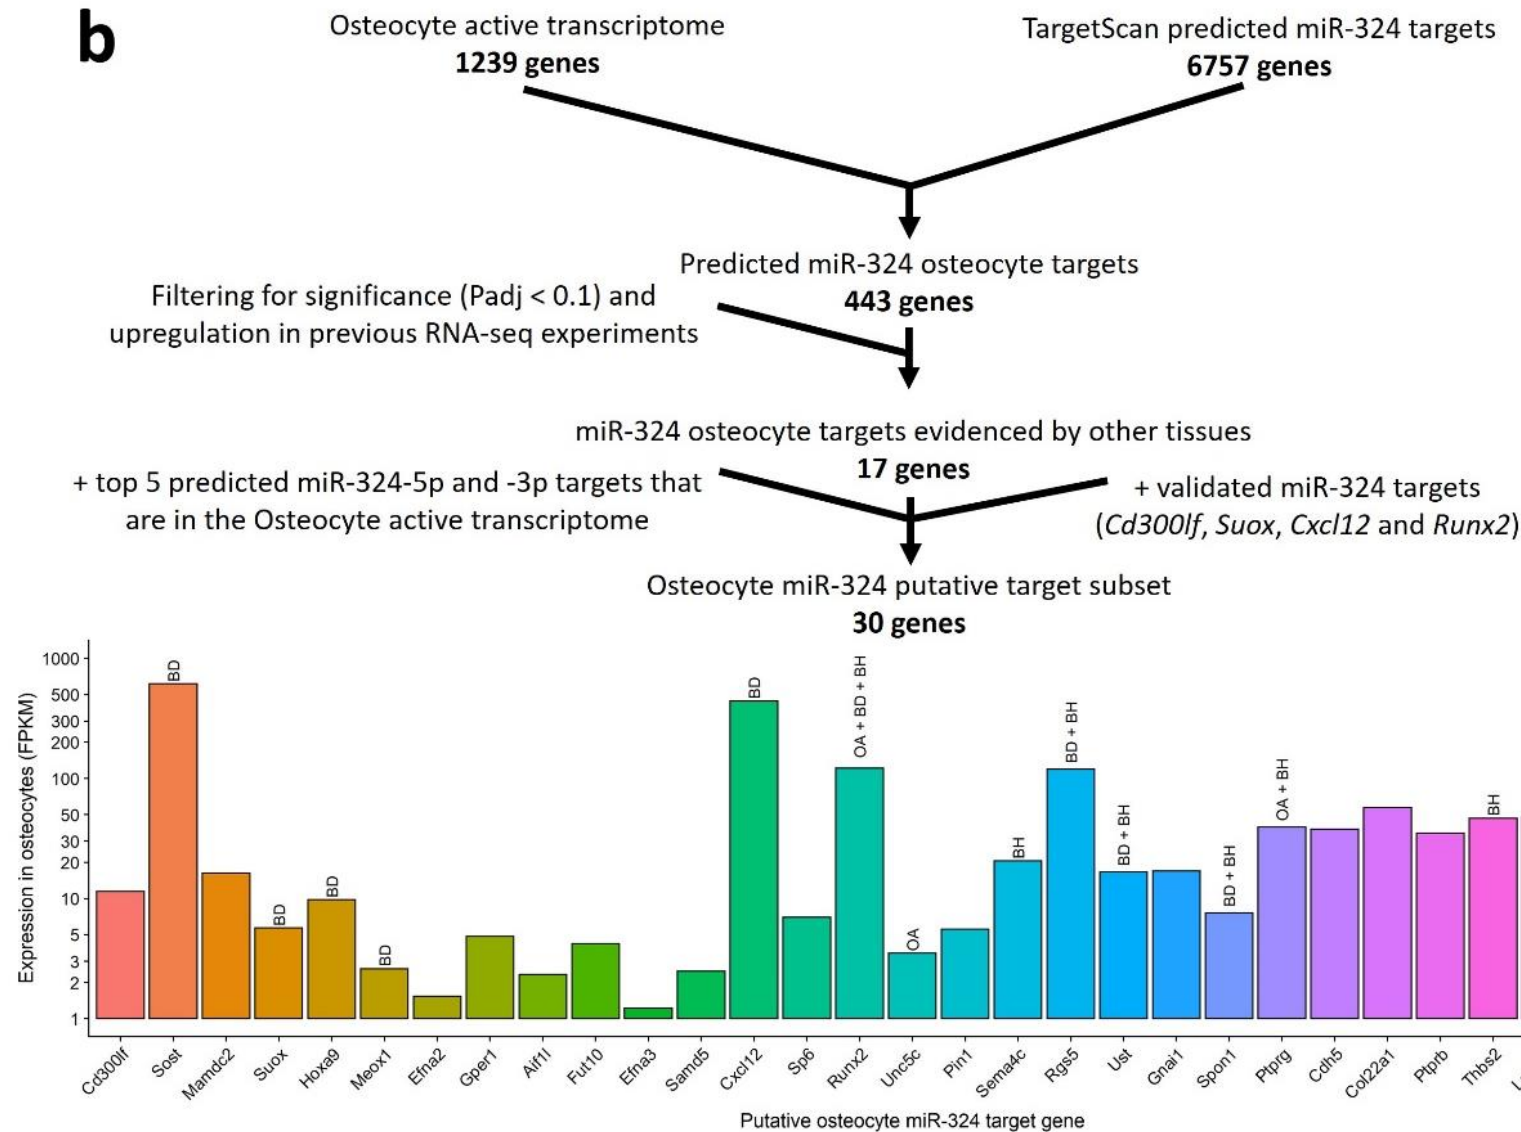 b
Osteocyte active transcriptome
1239 genes
TargetScan predicted miR-324 targets
6757 genes
Predicted miR-324 osteocyte targets
443 genes
Filtering for significance (Padj < 0.1) and
upregulation in previous RNA-seq experiments
miR-324 osteocyte targets evidenced by other tissues
17 genes
+ top 5 predicted miR-324-5p and -3p targets that
are in the Osteocyte active transcriptome
+ validated miR-324 targets
(Cd300lf, Suox, Cxcl12 and Runx2)
Osteocyte miR-324 putative target subset
30 genes
Expression in osteocytes (FPKM)
1000
500
300
200
100
50
30
20
10
5
3
2
1
BD
BD
BD
BD
BD
OA + BD + BH
OA
BH
BD + BH
BD + BH
BD + BH
OA + BH
BH
Cd300lf
Sost
Mamdc2
Suox
Hoxa9
Meox1
Efna2
Gper1
Aif1l
Fut10
Efna3
Samd5
Cxcl12
Sp6
Runx2
Unc5c
Pin1
Sema4c
Rgs5
Ust
Gnai1
Spon1
Ptprg
Cdh5
Col22a1
Ptprb
Thbs2
Putative osteocyte miR-324 target gene